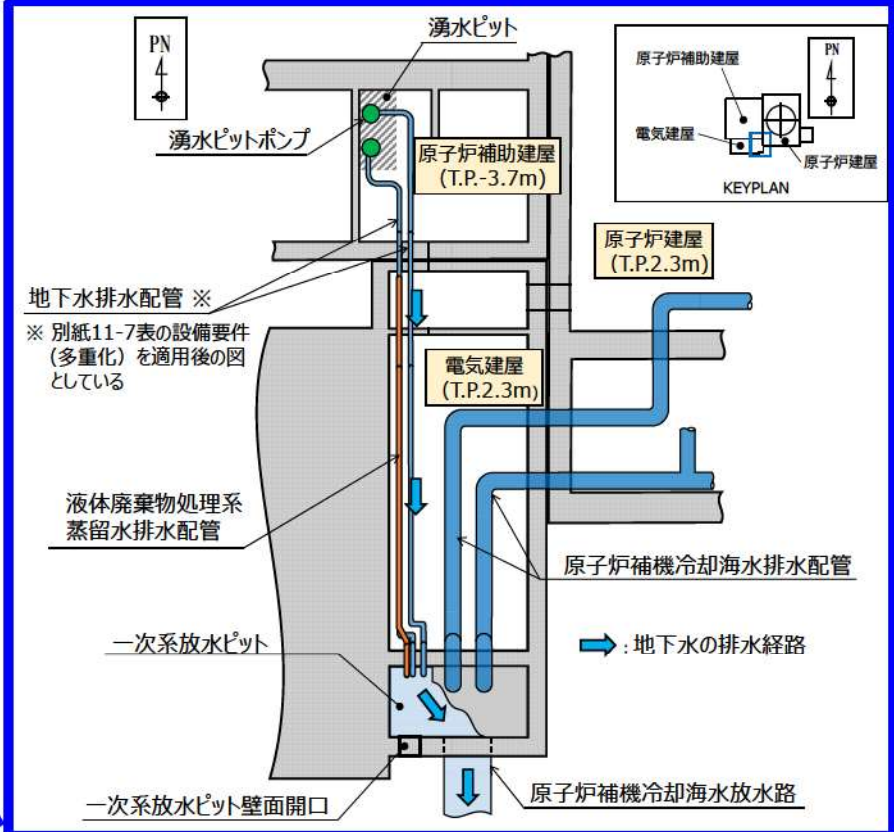 PN
湧水ピット
湧水ピットポンプ
原子炉補助建屋
(T.P.-3.7m)
原子炉補助建屋
電気建屋
原子炉建屋
KEYPLAN
PN
原子炉建屋
(T.P.2.3m)
地下水排水配管 ※
※ 別紙11-7表の設備要件
(多重化) を適用後の図
としている
電気建屋
(T.P.2.3m)
液体廃棄物処理系
蒸留水排水配管
原子炉補機冷却海水排水配管
一次系放水ピット
:地下水の排水経路
一次系放水ピット壁面開口
原子炉補機冷却海水放水路